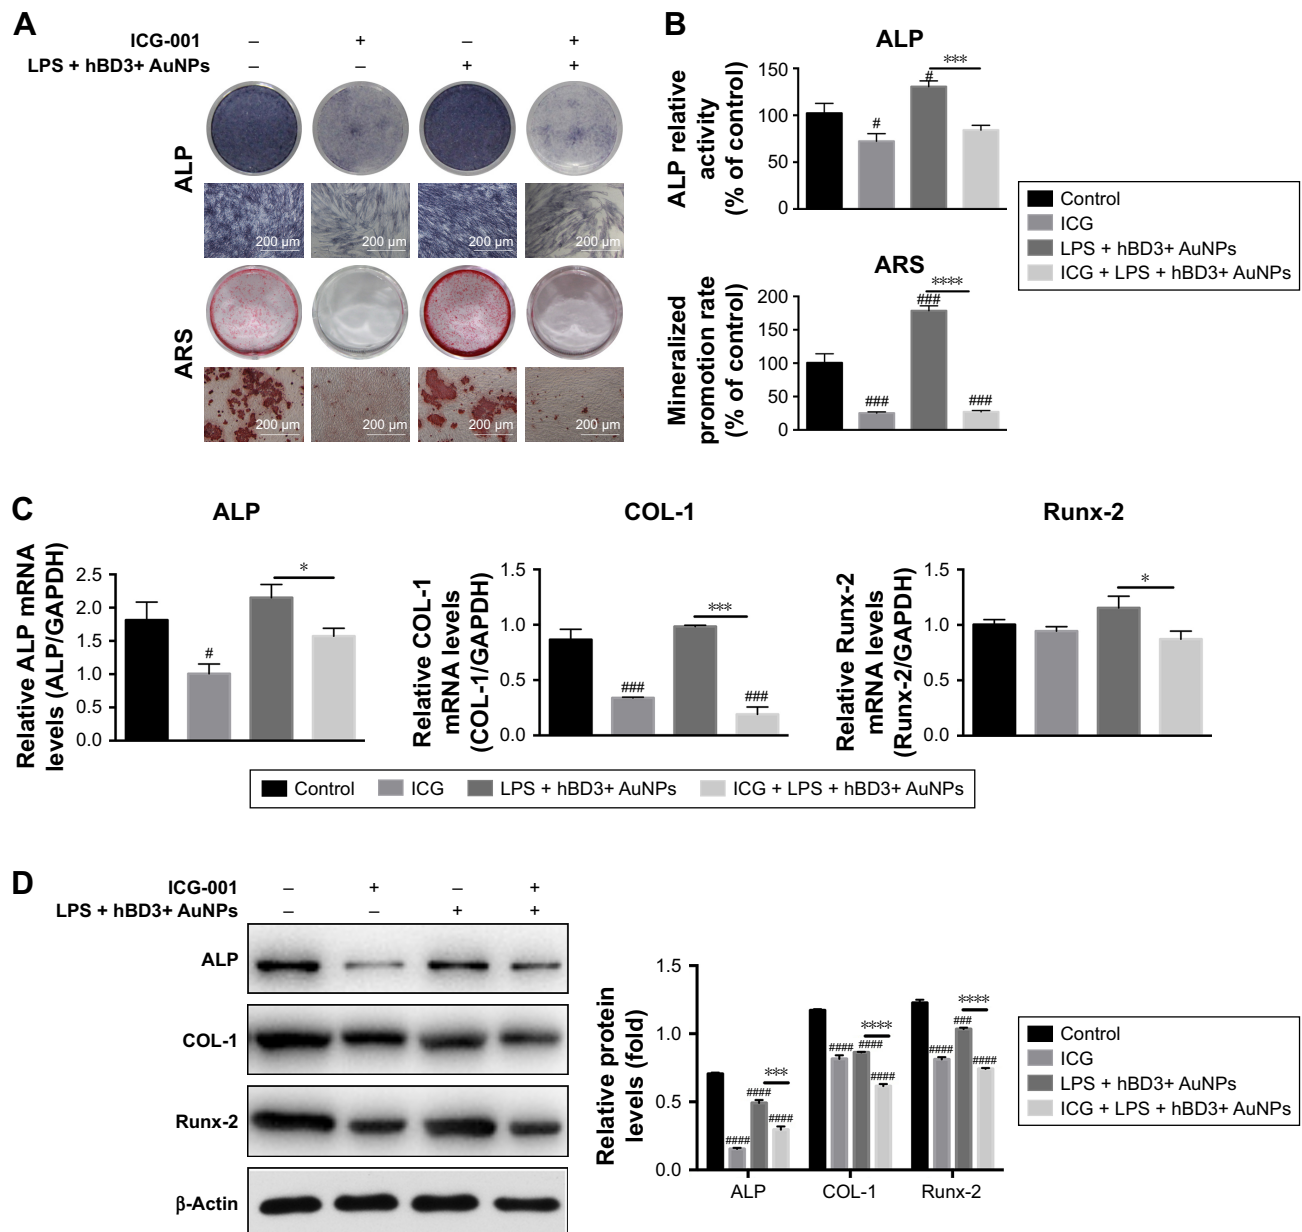 A
ICG-001 – + – +
LPS + hBD3+ AuNPs – – + +
ALP
200 µm 200 µm 200 µm 200 µm
ARS
200 µm 200 µm 200 µm 200 µm
B
ALP
ALP relative
activity
(% of control)
150
100
50
0
#
#
***
ARS
Mineralized
promotion rate
(% of control)
200
150
100
50
0
###
###
****
###
Control
ICG
LPS + hBD3+ AuNPs
ICG + LPS + hBD3+ AuNPs
C
ALP
Relative ALP mRNA
levels (ALP/GAPDH)
2.5
2.0
1.5
1.0
0.5
0.0
#
*
COL-1
Relative COL-1
mRNA levels
(COL-1/GAPDH)
1.5
1.0
0.5
0.0
###
***
###
Runx-2
Relative Runx-2
mRNA levels
(Runx-2/GAPDH)
1.5
1.0
0.5
0.0
*
Control ICG LPS + hBD3+ AuNPs ICG + LPS + hBD3+ AuNPs
D
ICG-001 – + – +
LPS + hBD3+ AuNPs – – + +
ALP
COL-1
Runx-2
β-Actin
Relative protein
levels (fold)
1.5
1.0
0.5
0.0
####
####
***
####
####
####
****
####
####
###
****
####
ALP COL-1 Runx-2
Control
ICG
LPS + hBD3+ AuNPs
ICG + LPS + hBD3+ AuNPs